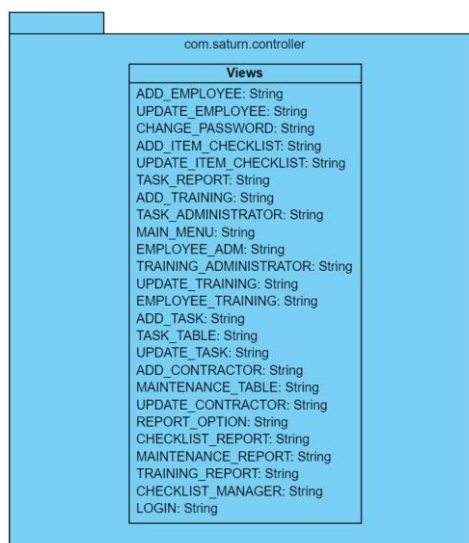 com.saturn.controller
Views
ADD_EMPLOYEE: String
UPDATE_EMPLOYEE: String
CHANGE_PASSWORD: String
ADD_ITEM_CHECKLIST: String
UPDATE_ITEM_CHECKLIST: String
TASK_REPORT: String
ADD_TRAINING: String
TASK_ADMINISTRATOR: String
MAIN_MENU: String
EMPLOYEE_ADM: String
TRAINING_ADMINISTRATOR: String
UPDATE_TRAINING: String
EMPLOYEE_TRAINING: String
ADD_TASK: String
TASK_TABLE: String
UPDATE_TASK: String
ADD_CONTRACTOR: String
MAINTENANCE_TABLE: String
UPDATE_CONTRACTOR: String
REPORT_OPTION: String
CHECKLIST_REPORT: String
MAINTENANCE_REPORT: String
TRAINING_REPORT: String
CHECKLIST_MANAGER: String
LOGIN: String